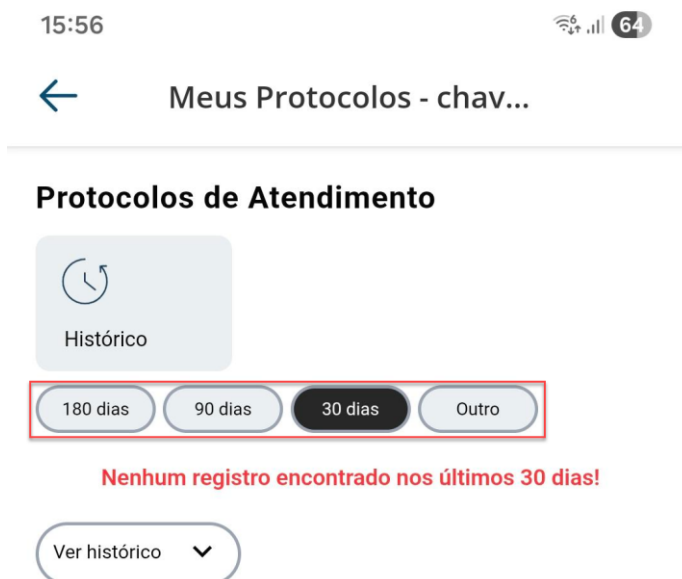 15:56 6 64
Meus Protocolos - chav...
Protocolos de Atendimento
Histórico
180 dias 90 dias 30 dias Outro
Nenhum registro encontrado nos últimos 30 dias!
Ver histórico